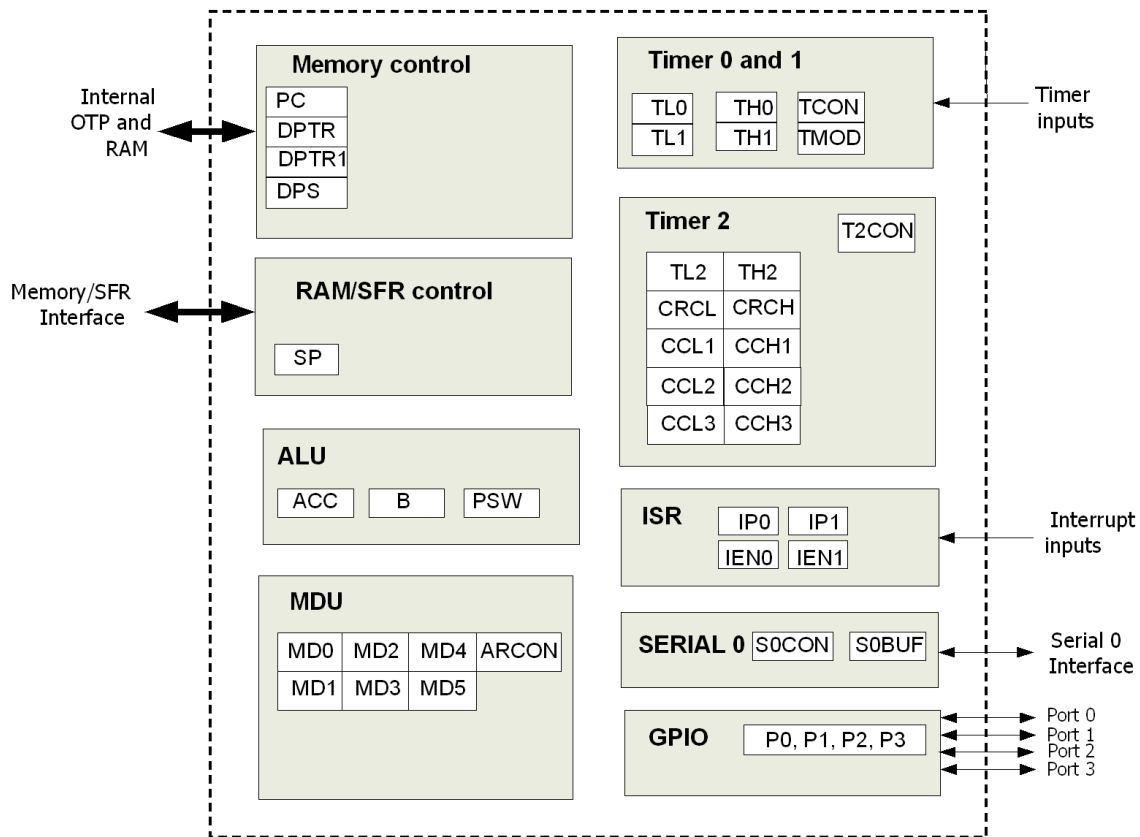 Memory control
PC
DPTR
DPTR1
DPS
Internal
OTP and
RAM
RAM/SFR control
SP
Memory/SFR
Interface
ALU
ACC B PSW
MDU
MD0 MD2 MD4 ARCON
MD1 MD3 MD5
Timer 0 and 1
TL0 TH0 TCON
TL1 TH1 TMOD
Timer
inputs
Timer 2
T2CON
TL2 TH2
CRCL CRCH
CCL1 CCH1
CCL2 CCH2
CCL3 CCH3
ISR
IP0 IP1
IEN0 IEN1
Interrupt
inputs
SERIAL 0 S0CON S0BUF
Serial 0
Interface
GPIO
P0, P1, P2, P3
Port 0
Port 1
Port 2
Port 3